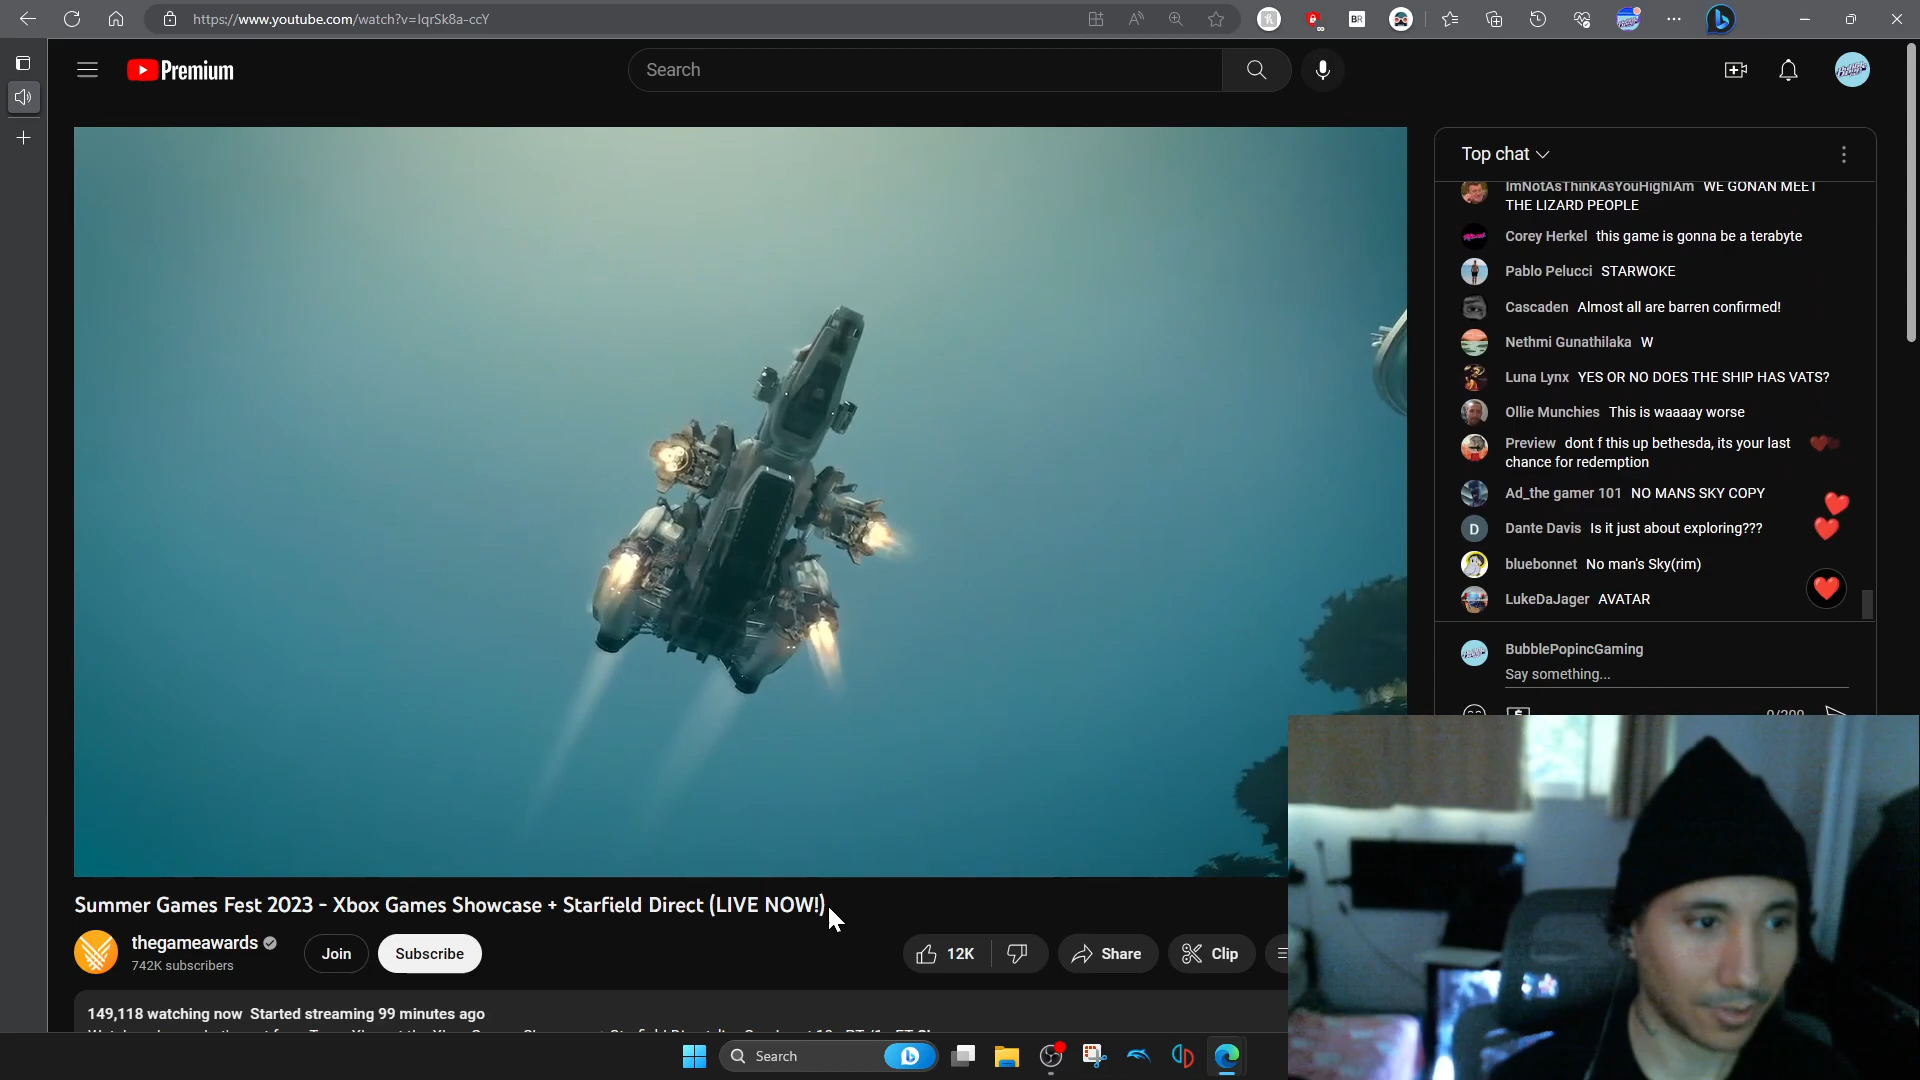 https://www.youtube.com/watch?v=IqrSk8a-ccY
BR
Premium
Search
Top chat
ImNotAsThinkAsYouHighIAm WE GONAN MEET
THE LIZARD PEOPLE
Corey Herkel this game is gonna be a terabyte
Pablo Pelucci STARWOKE
Cascaden Almost all are barren confirmed!
Nethmi Gunathilaka W
Luna Lynx YES OR NO DOES THE SHIP HAS VATS?
Ollie Munchies This is waaaay worse
Preview dont f this up bethesda, its your last
chance for redemption
Ad_the gamer 101 NO MANS SKY COPY
D Dante Davis Is it just about exploring???
bluebonnet No man's Sky(rim)
LukeDaJager AVATAR
BubblePopincGaming
Say something...
0/200
Summer Games Fest 2023 - Xbox Games Showcase + Starfield Direct (LIVE NOW!)
thegameawards
742K subscribers
Join
Subscribe
12K
Share
Clip
149,118 watching now Started streaming 99 minutes ago
Search